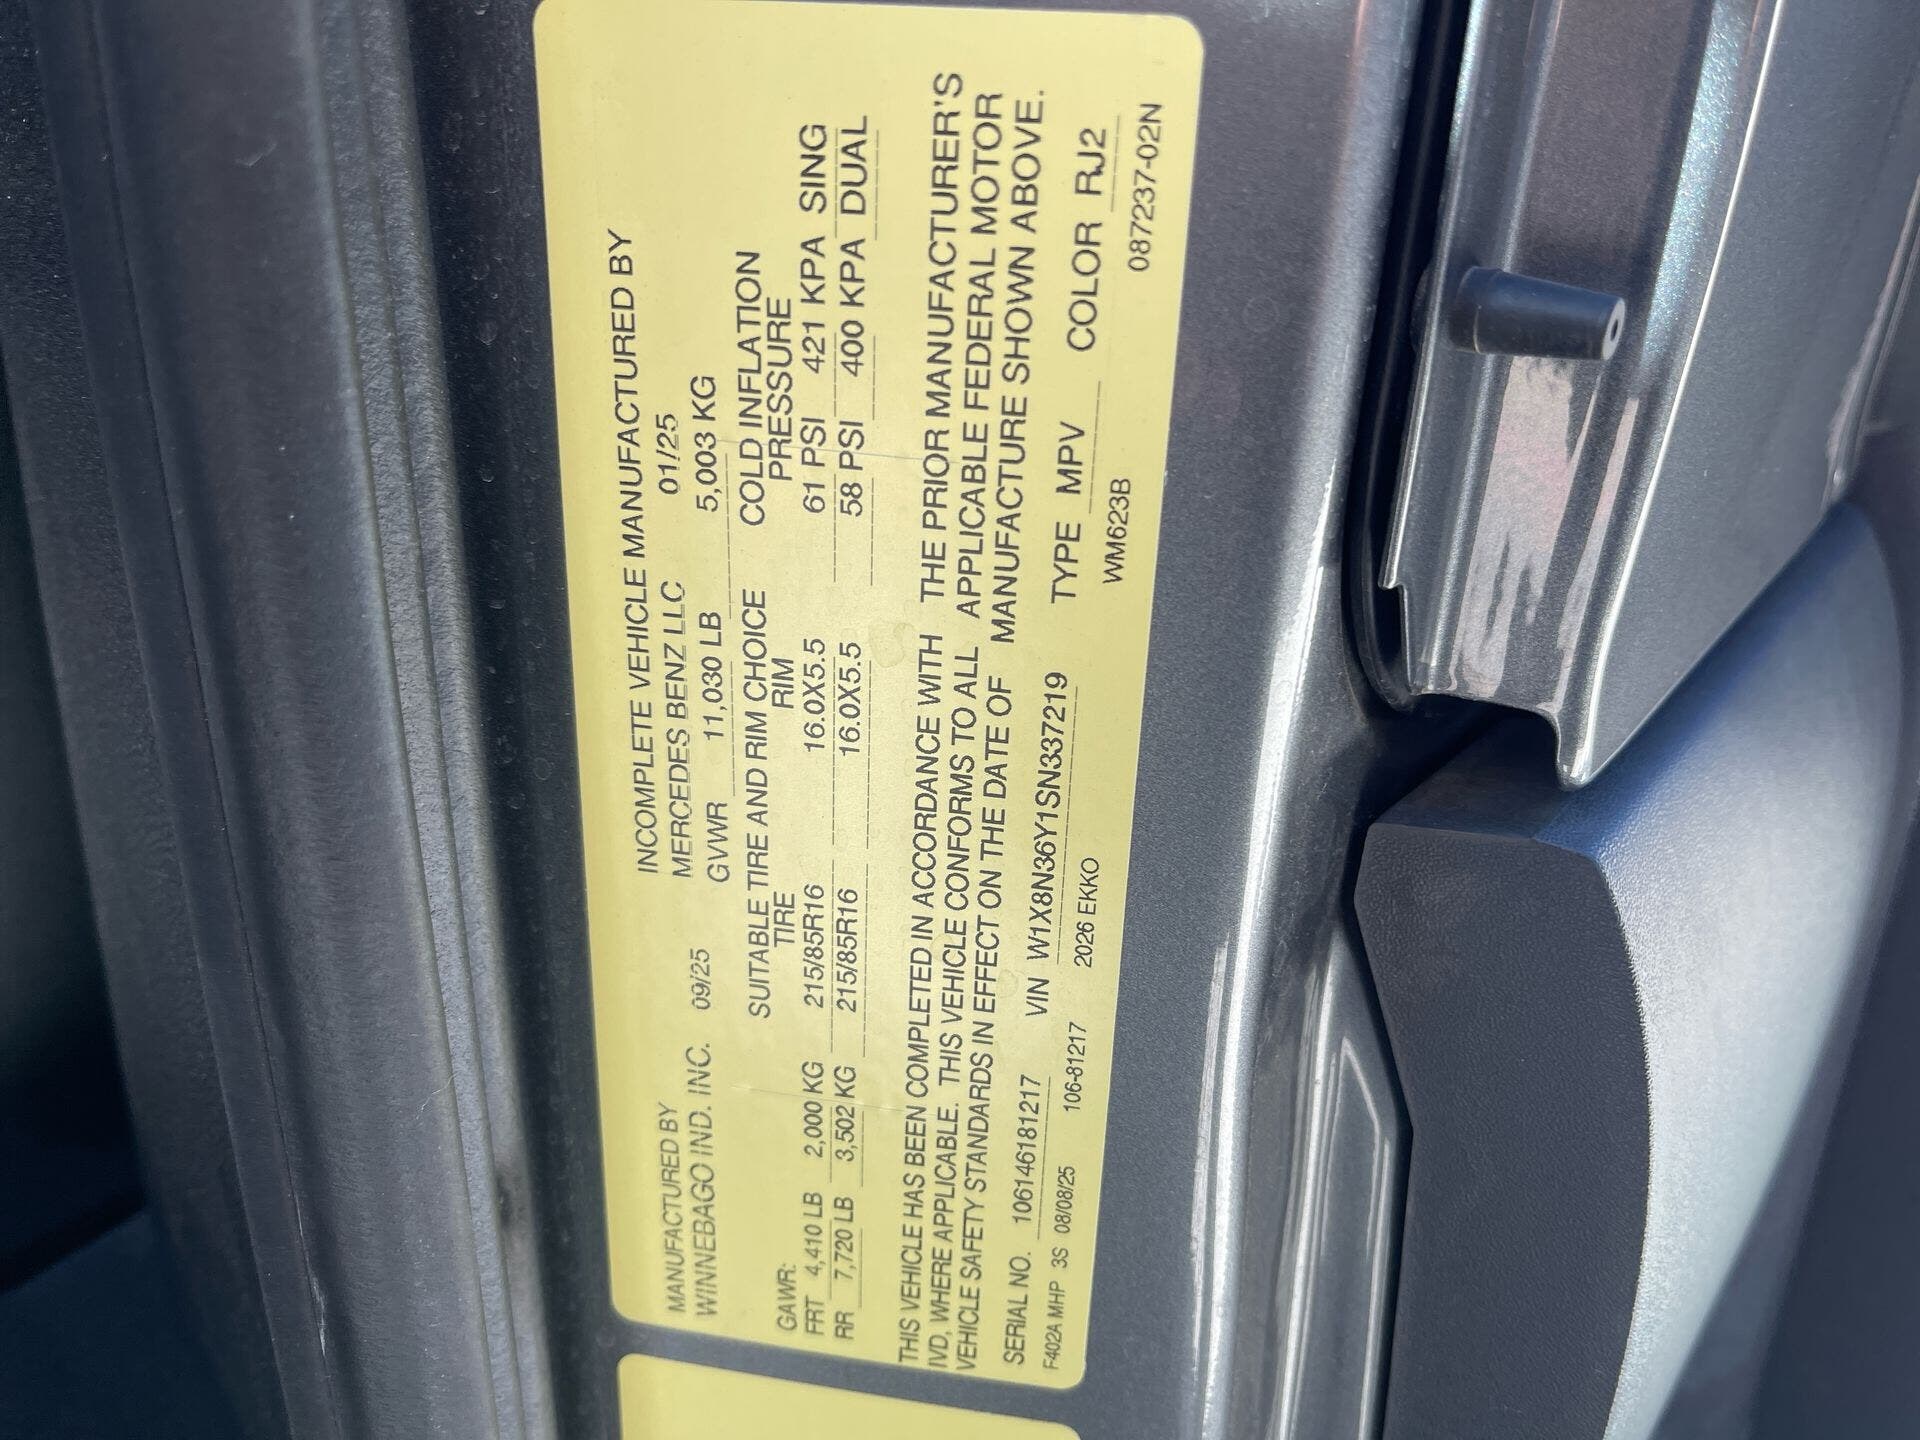 MANUFACTURED BY
WINNEBAGO IND. INC. 09/25
INCOMPLETE VEHICLE MANUFACTURED BY
MERCEDES BENZ LLC 01/25
GVWR 11,030 LB 5,003 KG
SUITABLE TIRE AND RIM CHOICE
GAWR: TIRE RIM COLD INFLATION PRESSURE
FRT 4,410 LB 2,000 KG 215/85R16 16.0X5.5 61 PSI 421 KPA SING
RR 7,720 LB 3,502 KG 215/85R16 16.0X5.5 58 PSI 400 KPA DUAL
THIS VEHICLE HAS BEEN COMPLETED IN ACCORDANCE WITH THE PRIOR MANUFACTURER'S
IVD, WHERE APPLICABLE. THIS VEHICLE CONFORMS TO ALL APPLICABLE FEDERAL MOTOR
VEHICLE SAFETY STANDARDS IN EFFECT ON THE DATE OF MANUFACTURE SHOWN ABOVE.
SERIAL NO. 106146181217 VIN W1X8N36Y1SN337219 TYPE MPV COLOR RJ2
F402A MHP 3S 08/08/25 106-81217 2026 EKKO WM623B 087237-02N